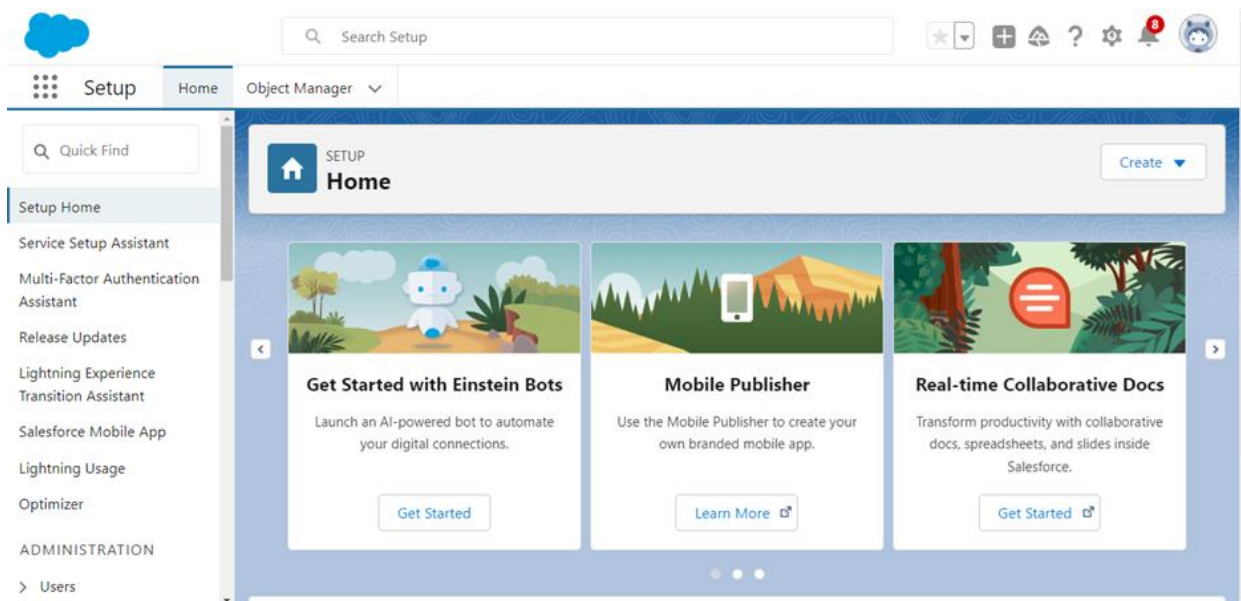 Search Setup
8
Setup
Home
Object Manager
Quick Find
Setup Home
Service Setup Assistant
Multi-Factor Authentication
Assistant
Release Updates
Lightning Experience
Transition Assistant
Salesforce Mobile App
Lightning Usage
Optimizer
ADMINISTRATION
Users
SETUP
Home
Create
Get Started with Einstein Bots
Launch an AI-powered bot to automate
your digital connections.
Get Started
Mobile Publisher
Use the Mobile Publisher to create your
own branded mobile app.
Learn More
Real-time Collaborative Docs
Transform productivity with collaborative
docs, spreadsheets, and slides inside
Salesforce.
Get Started